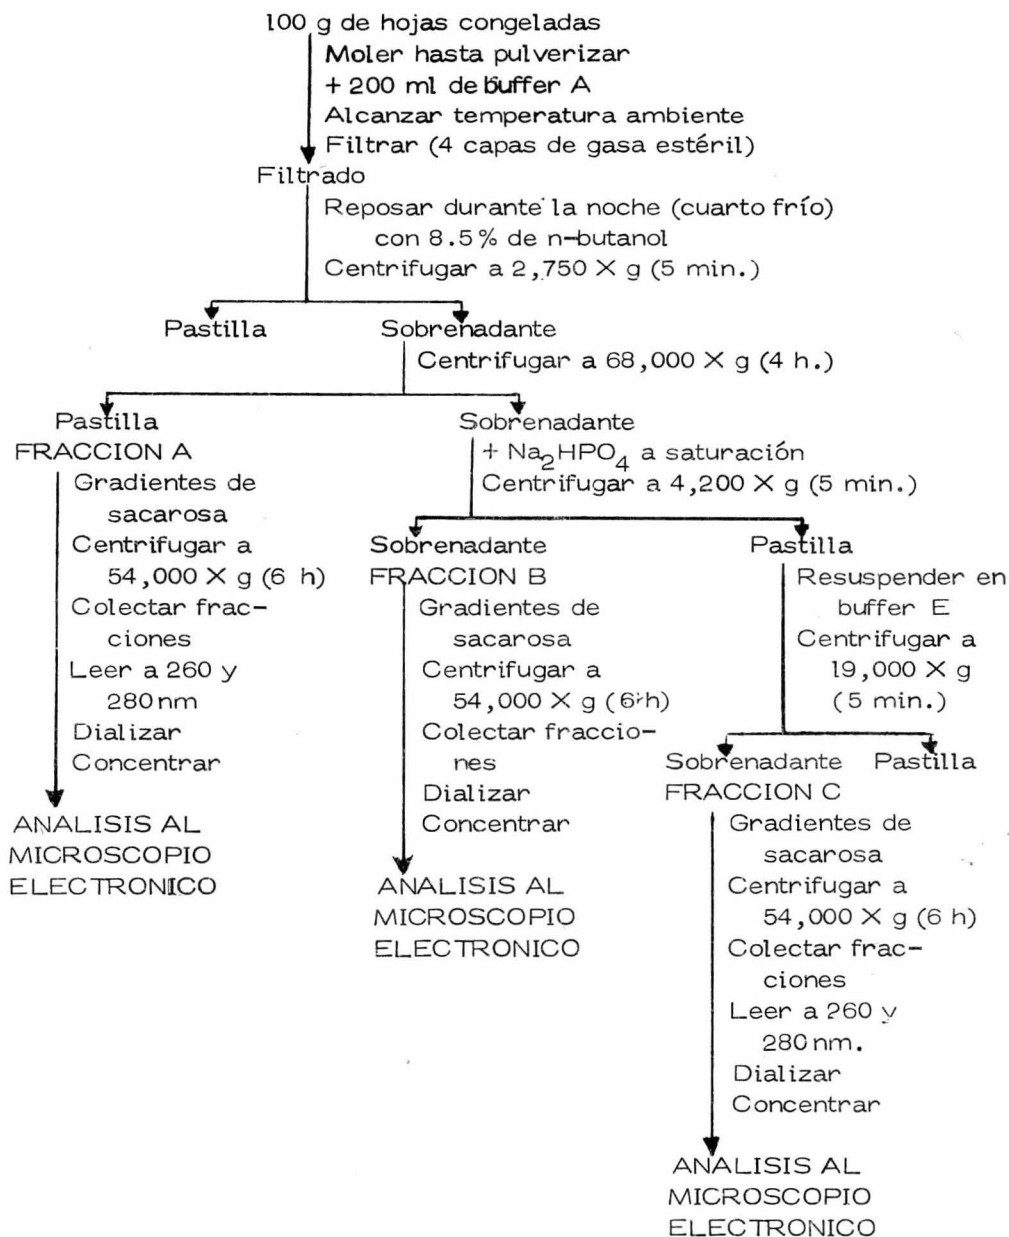 100 g de hojas congeladas
Moler hasta pulverizar
+ 200 ml de buffer A
Alcanzar temperatura ambiente
Filtrar (4 capas de gasa estéril)
Filtrado
Reposar durante la noche (cuarto frío)
con 8.5% de n-butanol
Centrifugar a 2,750 X g (5 min.)
Pastilla
Sobrenadante
Centrifugar a 68,000 X g (4 h.)
Pastilla
FRACCION A
Gradientes de
sacarosa
Centrifugar a
54,000 X g (6 h)
Colectar frac-
ciones
Leer a 260 y
280 nm
Dializar
Concentrar
ANALISIS AL
MICROSCOPIO
ELECTRONICO
Sobrenadante
+ Na2HPO4 a saturación
Centrifugar a 4,200 X g (5 min.)
Sobrenadante
FRACCION B
Gradientes de
sacarosa
Centrifugar a
54,000 X g (6 h)
Colectar fraccio-
nes
Dializar
Concentrar
ANALISIS AL
MICROSCOPIO
ELECTRONICO
Pastilla
Resuspender en
buffer E
Centrifugar a
19,000 X g
(5 min.)
Sobrenadante
FRACCION C
Pastilla
Gradientes de
sacarosa
Centrifugar a
54,000 X g (6 h)
Colectar frac-
ciones
Leer a 260 y
280 nm.
Dializar
Concentrar
ANALISIS AL
MICROSCOPIO
ELECTRONICO